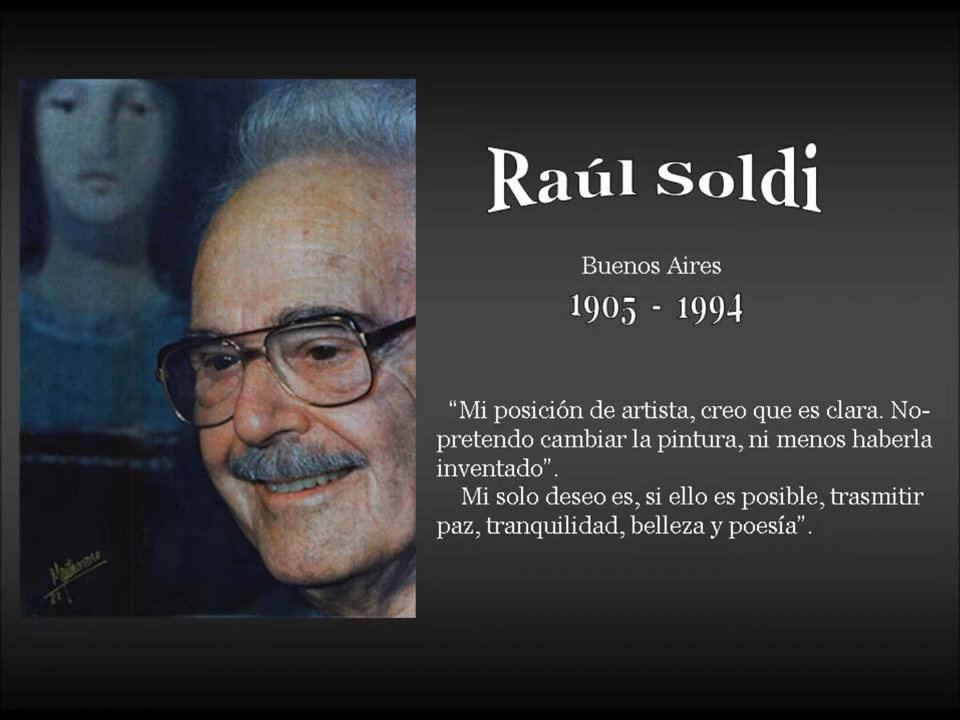 Raúl Soldi
Buenos Aires
1905 - 1994
“Mi posición de artista, creo que es clara. No-
pretendo cambiar la pintura, ni menos haberla
inventado”.
Mi solo deseo es, si ello es posible, trasmitir
paz, tranquilidad, belleza y poesía”.